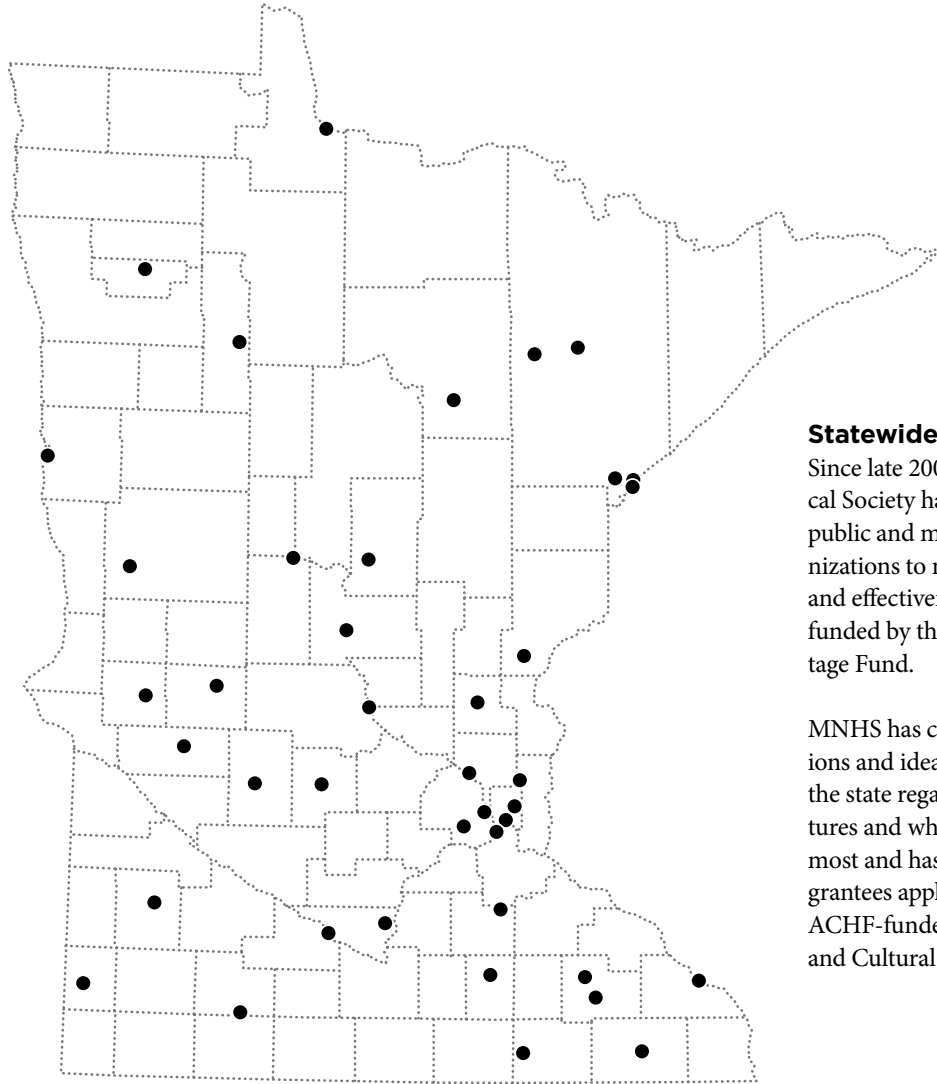 Statewide
Since late 200
cal Society ha
public and m
nizations to r
and effective
funded by th
tage Fund.
MNHS has c
ions and idea
the state rega
tures and wh
most and has
grantees appl
ACHF-funde
and Cultural